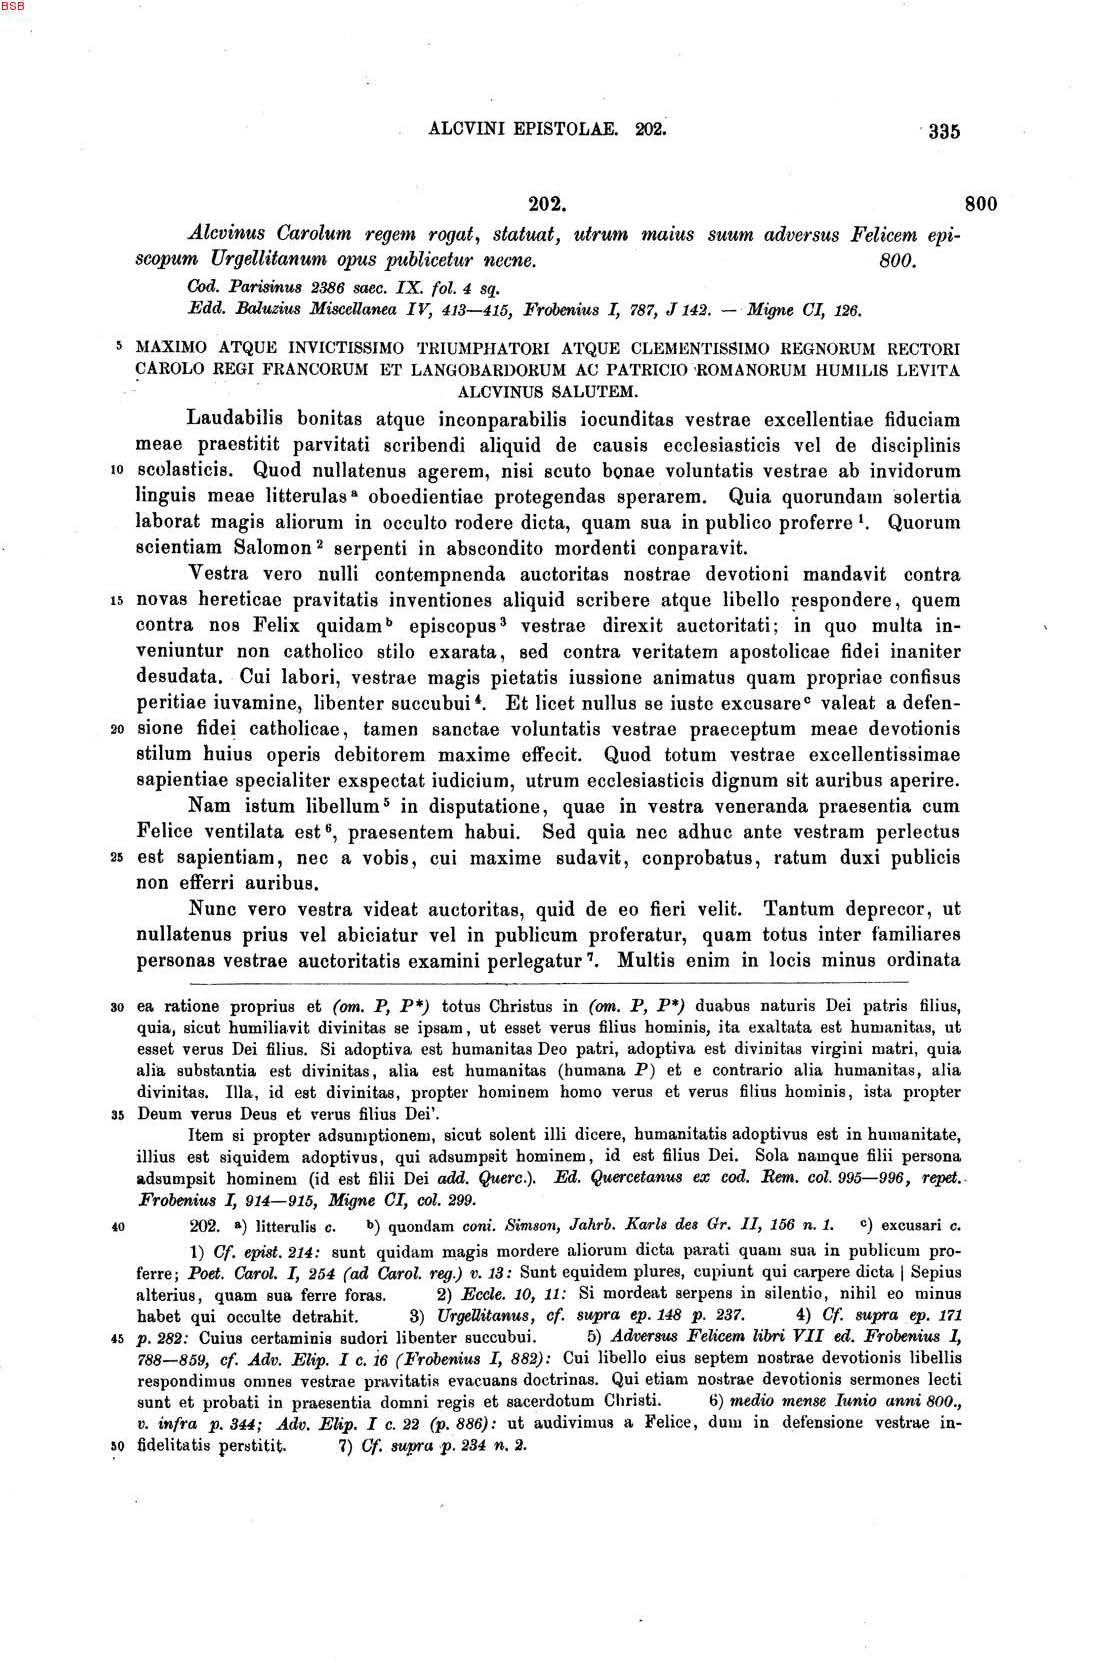 BSB
ALCVINI EPISTOLAE. 202. 335
202. 800
Alcvinus Carolum regem rogat, statuat, utrum maius suum adversus Felicem epi-
scopum Urgellitanum opus publicetur necne. 800.
Cod. Parisinus 2386 saec. IX. fol. 4 sq.
Edd. Baluzius Miscellanea IV, 413—415, Frobenius I, 787, J 142. — Migne CI, 126.
5 MAXIMO ATQUE INVICTISSIMO TRIUMPHATORI ATQUE CLEMENTISSIMO REGNORUM RECTORI
CAROLO REGI FRANCORUM ET LANGOBARDORUM AC PATRICIO ROMANORUM HUMILIS LEVITA
ALCVINUS SALUTEM.
Laudabilis bonitas atque inconparabilis iocunditas vestrae excellentiae fiduciam
meae praestitit parvitati scribendi aliquid de causis ecclesiasticis vel de disciplinis
10 scolasticis. Quod nullatenus agerem, nisi scuto bonae voluntatis vestrae ab invidorum
linguis meae litterulas ᵃ oboedientiae protegendas sperarem. Quia quorundam solertia
laborat magis aliorum in occulto rodere dicta, quam sua in publico proferre ¹. Quorum
scientiam Salomon ² serpenti in abscondito mordenti conparavit.
Vestra vero nulli contempnenda auctoritas nostrae devotioni mandavit contra
15 novas hereticae pravitatis inventiones aliquid scribere atque libello respondere, quem
contra nos Felix quidam ᵇ episcopus ³ vestrae direxit auctoritati; in quo multa in-
veniuntur non catholico stilo exarata, sed contra veritatem apostolicae fidei inaniter
desudata. Cui labori, vestrae magis pietatis iussione animatus quam propriae confisus
peritiae iuvamine, libenter succubui ⁴. Et licet nullus se iuste excusare ᶜ valeat a defen-
20 sione fidei catholicae, tamen sanctae voluntatis vestrae praeceptum meae devotionis
stilum huius operis debitorem maxime effecit. Quod totum vestrae excellentissimae
sapientiae specialiter exspectat iudicium, utrum ecclesiasticis dignum sit auribus aperire.
Nam istum libellum ⁵ in disputatione, quae in vestra veneranda praesentia cum
Felice ventilata est ⁶, praesentem habui. Sed quia nec adhuc ante vestram perlectus
25 est sapientiam, nec a vobis, cui maxime sudavit, conprobatus, ratum duxi publicis
non efferri auribus.
Nunc vero vestra videat auctoritas, quid de eo fieri velit. Tantum deprecor, ut
nullatenus prius vel abiciatur vel in publicum proferatur, quam totus inter familiares
personas vestrae auctoritatis examini perlegatur ⁷. Multis enim in locis minus ordinata
30 ea ratione proprius et (om. P, P*) totus Christus in (om. P, P*) duabus naturis Dei patris filius,
quia, sicut humiliavit divinitas se ipsam, ut esset verus filius hominis, ita exaltata est humanitas, ut
esset verus Dei filius. Si adoptiva est humanitas Deo patri, adoptiva est divinitas virgini matri, quia
alia substantia est divinitas, alia est humanitas (humana P) et e contrario alia humanitas, alia
divinitas. Illa, id est divinitas, propter hominem homo verus et verus filius hominis, ista propter
35 Deum verus Deus et verus filius Dei’.
Item si propter adsumptionem, sicut solent illi dicere, humanitatis adoptivus est in humanitate,
illius est siquidem adoptivus, qui adsumpsit hominem, id est filius Dei. Sola namque filii persona
adsumpsit hominem (id est filii Dei add. Querc.). Ed. Quercetanus ex cod. Rem. col. 995—996, repet.
Frobenius I, 914—915, Migne CI, col. 299.
40 202. ᵃ) litterulis c. ᵇ) quondam coni. Simson, Jahrb. Karls des Gr. II, 156 n. 1. ᶜ) excusari c.
1) Cf. epist. 214: sunt quidam magis mordere aliorum dicta parati quam sua in publicum pro-
ferre; Poet. Carol. I, 254 (ad Carol. reg.) v. 13: Sunt equidem plures, cupiunt qui carpere dicta | Sepius
alterius, quam sua ferre foras. 2) Eccle. 10, 11: Si mordeat serpens in silentio, nihil eo minus
habet qui occulte detrahit. 3) Urgellitanus, cf. supra ep. 148 p. 237. 4) Cf. supra ep. 171
45 p. 282: Cuius certaminis sudori libenter succubui. 5) Adversus Felicem libri VII ed. Frobenius I,
788—859, cf. Adv. Elip. I c. 16 (Frobenius I, 882): Cui libello eius septem nostrae devotionis libellis
respondimus omnes vestrae pravitatis evacuans doctrinas. Qui etiam nostrae devotionis sermones lecti
sunt et probati in praesentia domni regis et sacerdotum Christi. 6) medio mense Iunio anni 800.,
v. infra p. 344; Adv. Elip. I c. 22 (p. 886): ut audivimus a Felice, dum in defensione vestrae in-
50 fidelitatis perstitit. 7) Cf. supra p. 234 n. 2.